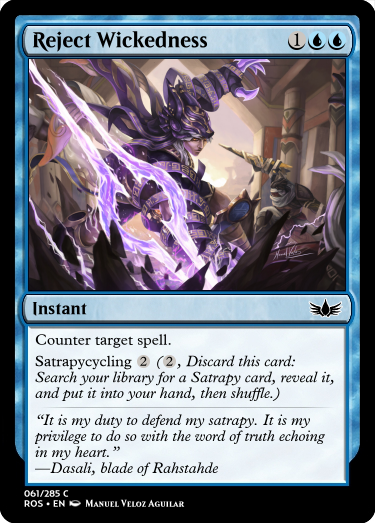 Reject Wickedness 1
Instant
Counter target spell.
Satrapycycling 2 (2, Discard this card:
Search your library for a Satrapy card, reveal it,
and put it into your hand, then shuffle.)
“It is my duty to defend my satrapy. It is my
privilege to do so with the word of truth echoing
in my heart.”
—Dasali, blade of Rahstahde
061/285 C
ROS • EN MANUEL VELOZ AGUILAR